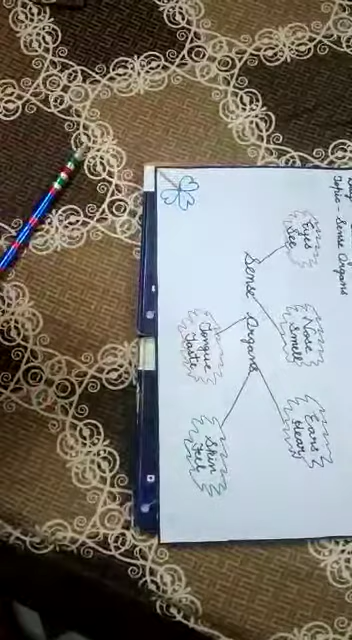 Topic - Sense Organs
Eyes
See
Sense Organs
Nose
Smell
Tongue
Taste
Ears
Hear
Skin
Feel